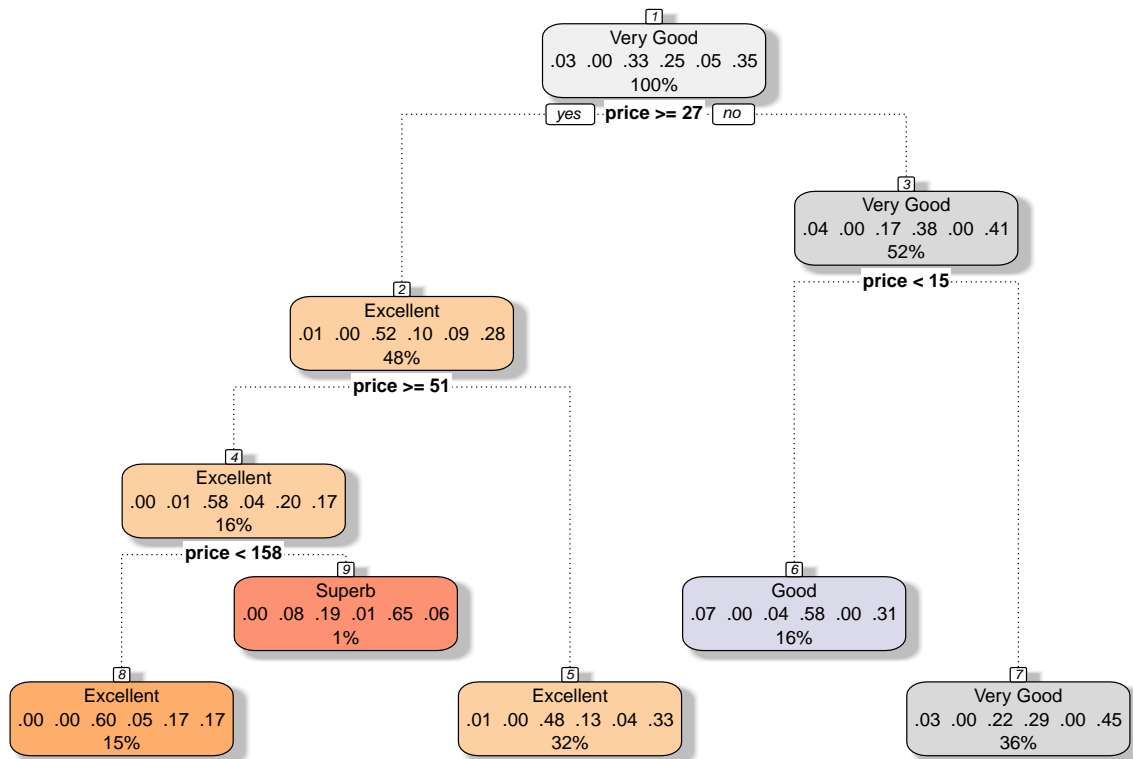 1
Very Good
.03 .00 .33 .25 .05 .35
100%
yes price >= 27 no
3
Very Good
.04 .00 .17 .38 .00 .41
52%
price < 15
2
Excellent
.01 .00 .52 .10 .09 .28
48%
price >= 51
4
Excellent
.00 .01 .58 .04 .20 .17
16%
price < 158
9
Superb
.00 .08 .19 .01 .65 .06
1%
6
Good
.07 .00 .04 .58 .00 .31
16%
8
Excellent
.00 .00 .60 .05 .17 .17
15%
5
Excellent
.01 .00 .48 .13 .04 .33
32%
7
Very Good
.03 .00 .22 .29 .00 .45
36%